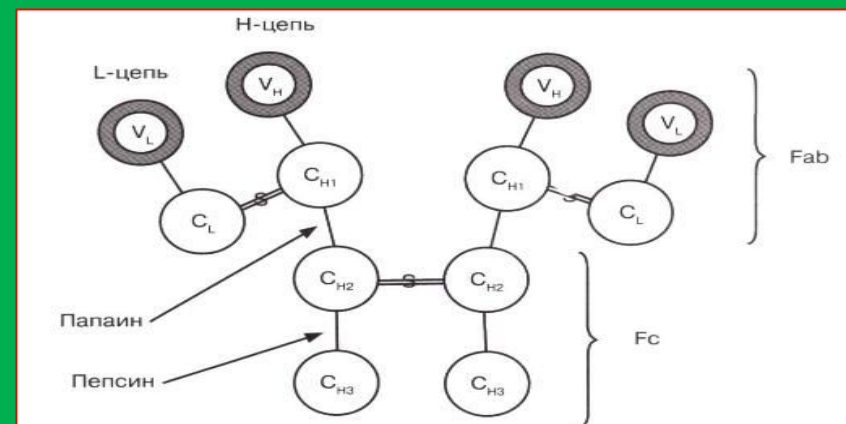 H-цепь
L-цепь
V_H
V_H
V_L
V_L
Fab
C_H1
C_H1
S
S
C_L
C_L
C_H2
S
C_H2
Папаин
Fc
Пепсин
C_H3
C_H3